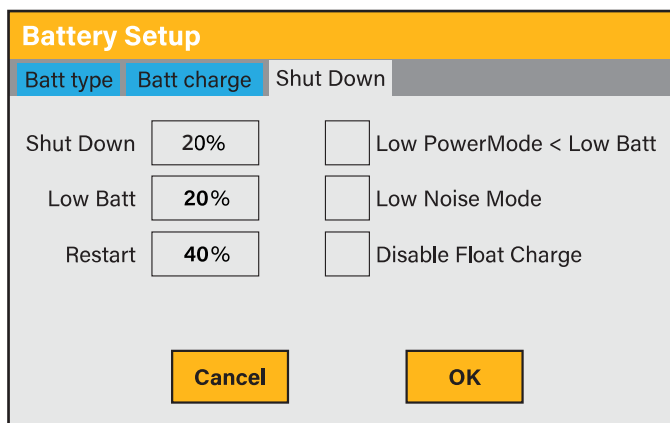 Battery Setup
Batt type Batt charge Shut Down
Shut Down 20% Low PowerMode < Low Batt
Low Batt 20% Low Noise Mode
Restart 40% Disable Float Charge
Cancel OK